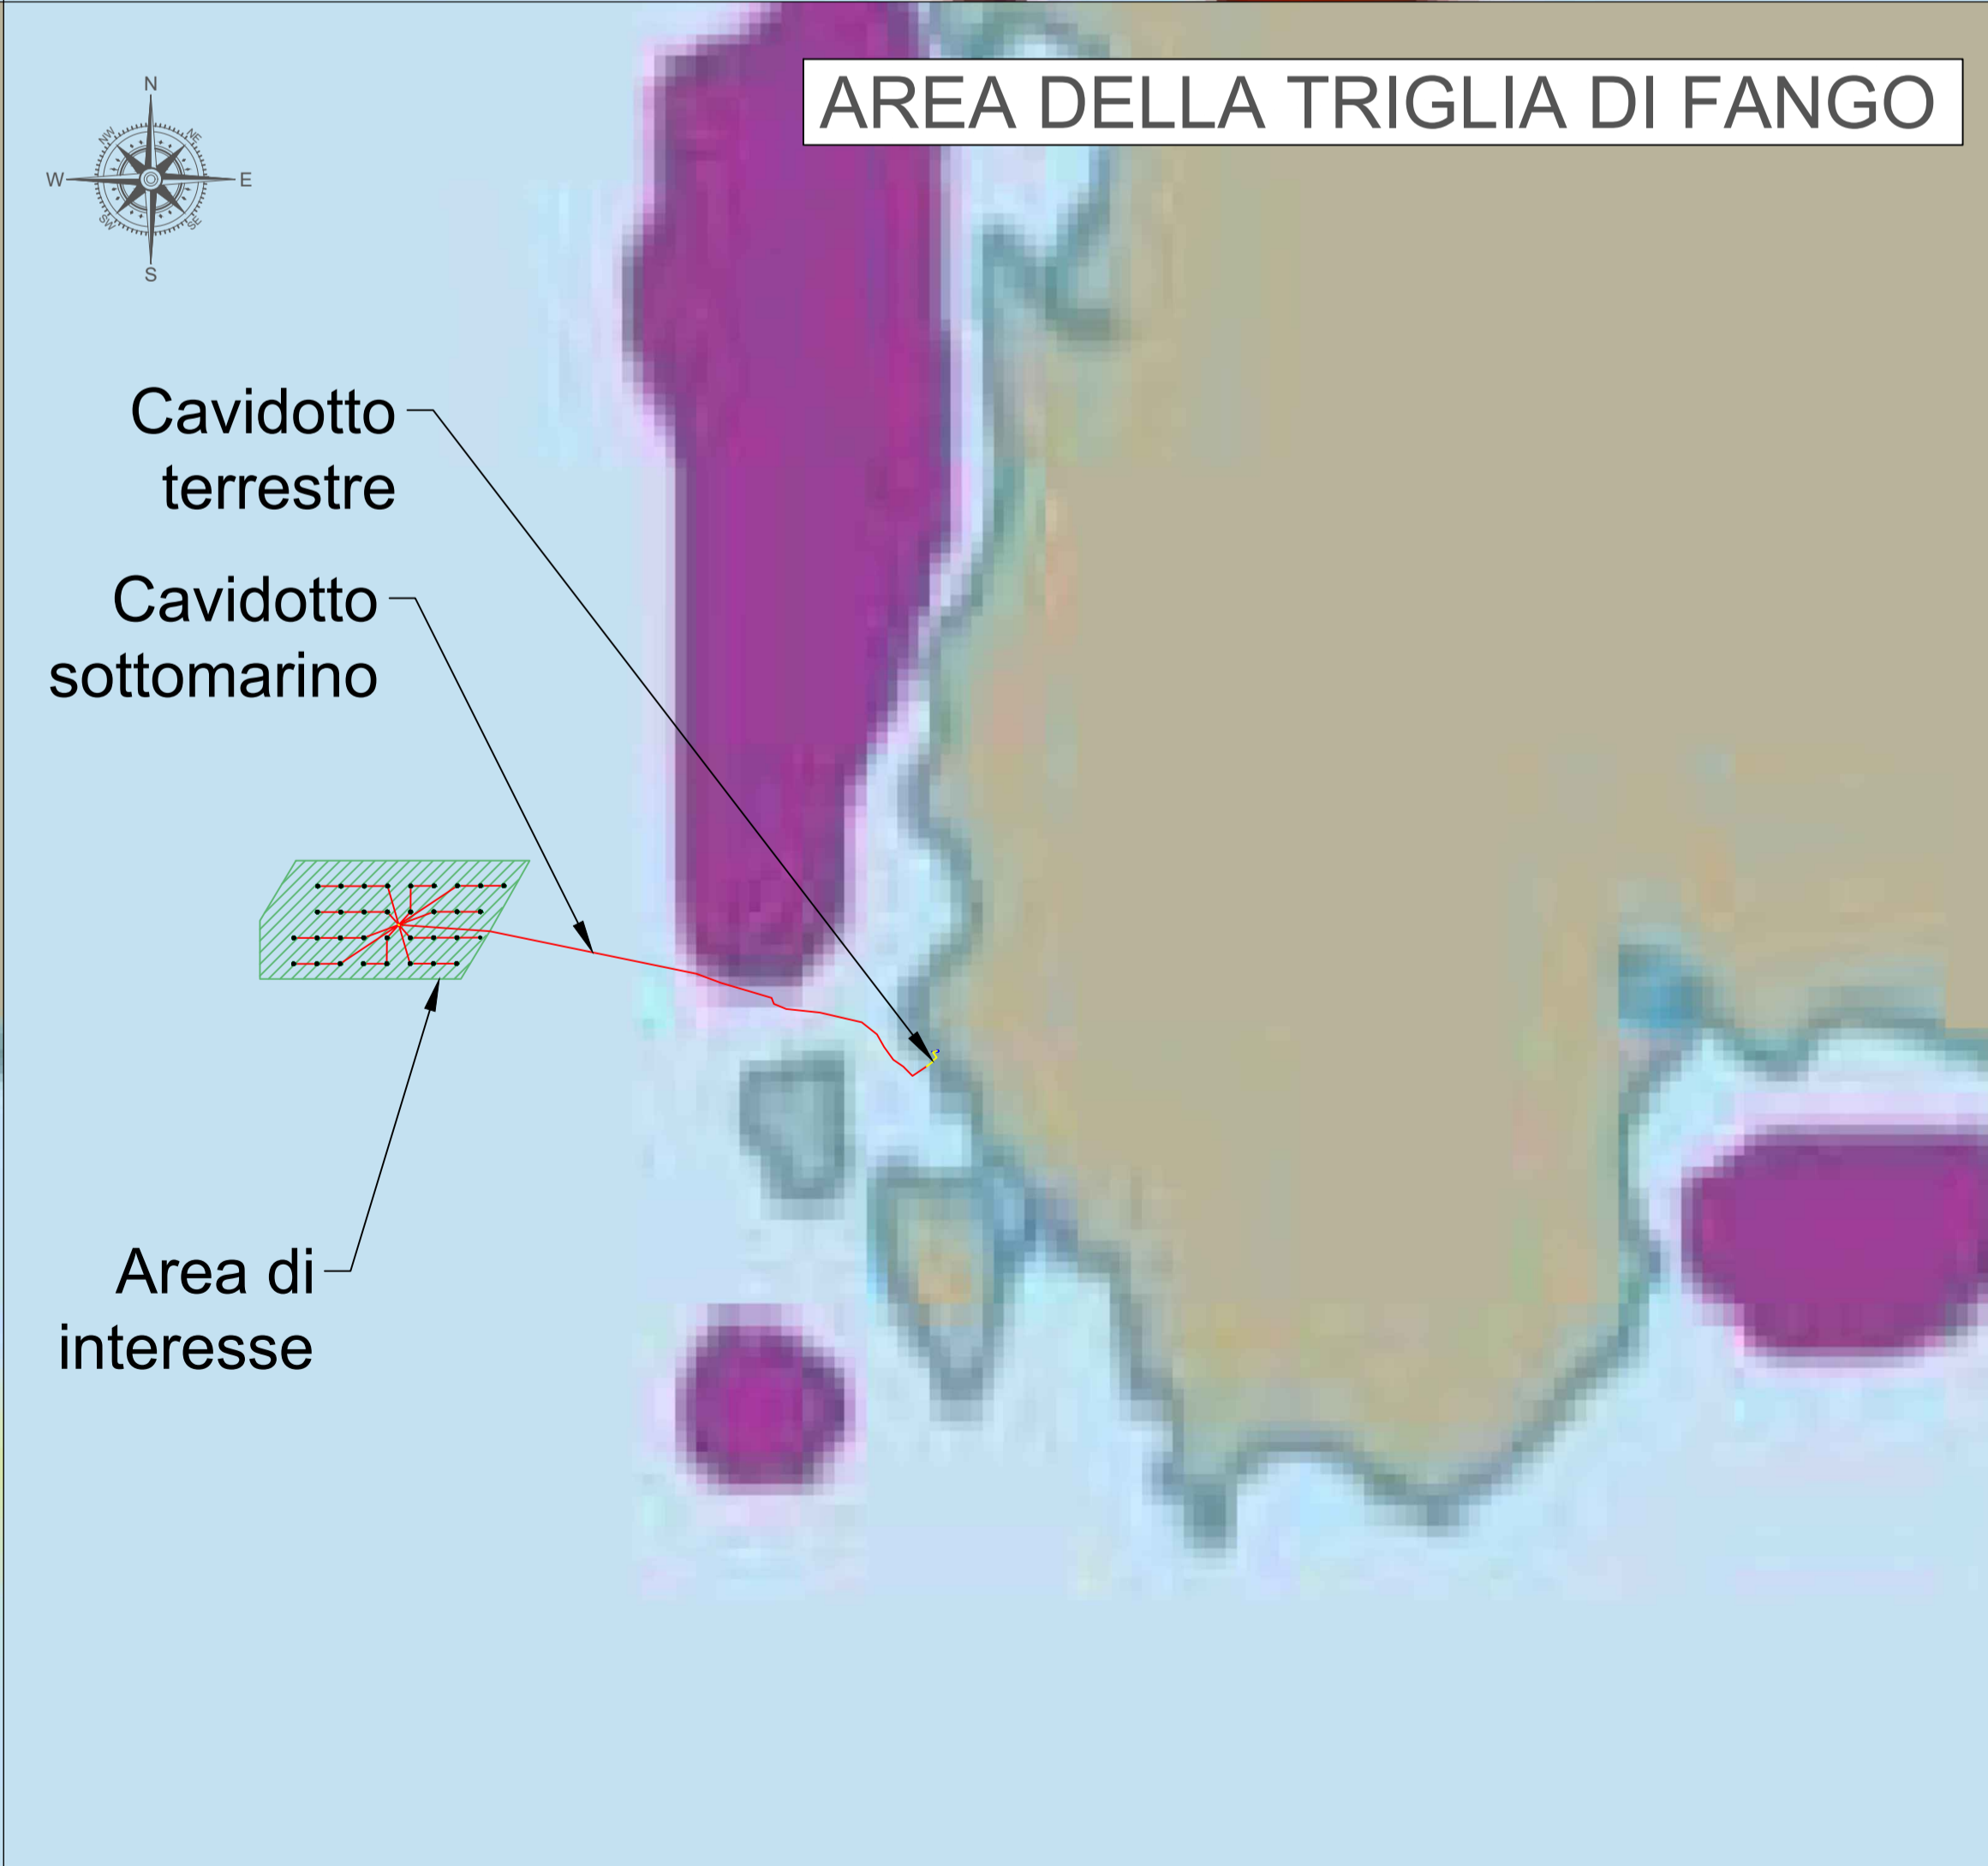 AREA DELLA TRIGLIA DI FANGO
N
NW
NE
W
E
SW
SE
S
Cavidotto
terrestre
Cavidotto
sottomarino
Area di
interesse